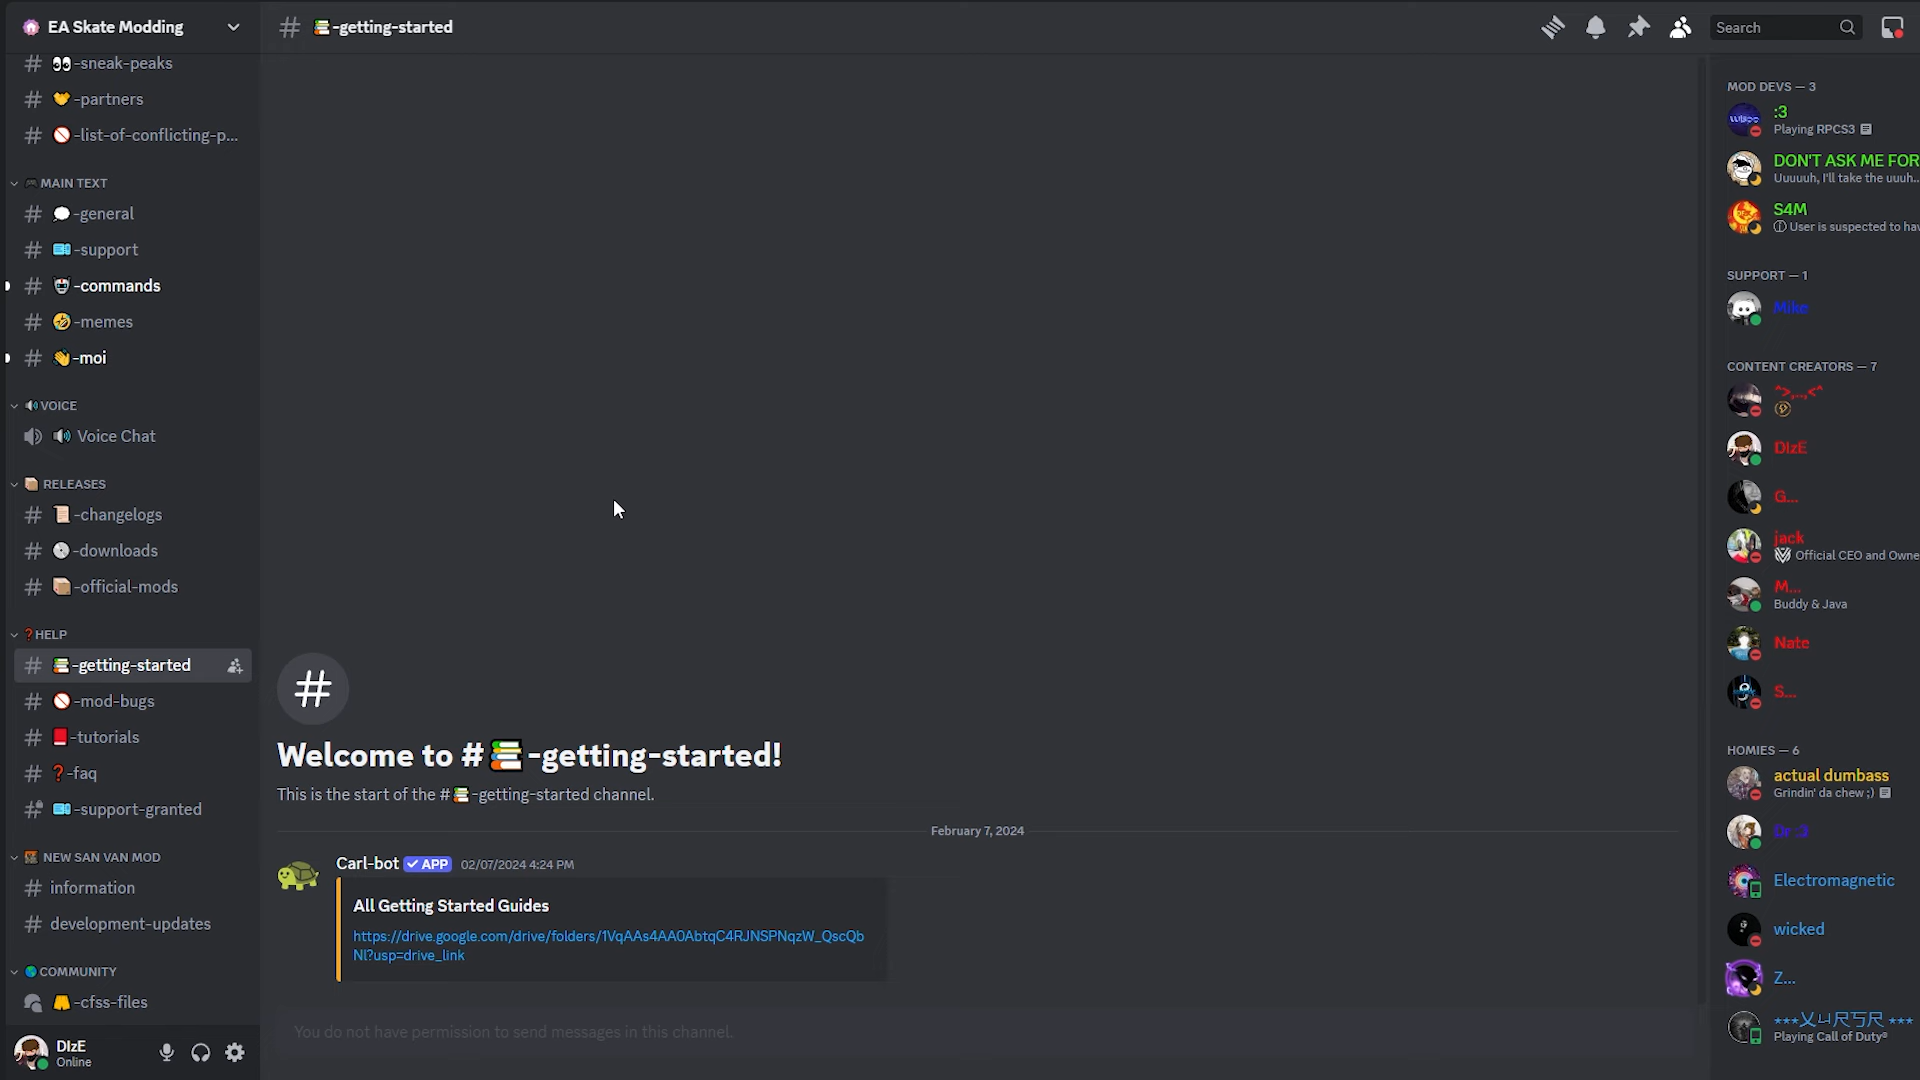 EA Skate Modding
# 📚-getting-started
Search
# 👀-sneak-peaks
# 🤝-partners
# 🚫-list-of-conflicting-p...
🎮MAIN TEXT
# 💭-general
# 🎫-support
# 🤖-commands
# 🤣-memes
# 👋-moi
🔊VOICE
🔊 Voice Chat
📦 RELEASES
# 📜-changelogs
# 💿-downloads
# 📦-official-mods
❓HELP
# 📚-getting-started
# 🚫-mod-bugs
# 📕-tutorials
# ❓-faq
# 🎫-support-granted
NEW SAN VAN MOD
# information
# development-updates
🌎COMMUNITY
🩳-cfss-files
DIzE
Online
#
Welcome to #📚-getting-started!
This is the start of the #📚-getting-started channel.
February 7, 2024
Carl-bot ✓ APP 02/07/2024 4:24 PM
All Getting Started Guides
https://drive.google.com/drive/folders/1VqAAs4AA0AbtqC4RJNSPNqzW_QscQb
Nl?usp=drive_link
You do not have permission to send messages in this channel.
MOD DEVS — 3
:3
Playing RPCS3
DON'T ASK ME FOR
Uuuuuh, I'll take the uuuh..
S4M
User is suspected to hav
SUPPORT — 1
Mike
CONTENT CREATORS — 7
^>,..,<^
DIzE
G...
jack
Official CEO and Owne
M...
Buddy & Java
Nate
S...
HOMIES — 6
actual dumbass
Grindin' da chew ;)
Dr :3
Electromagnetic
wicked
Z...
Playing Call of Duty®